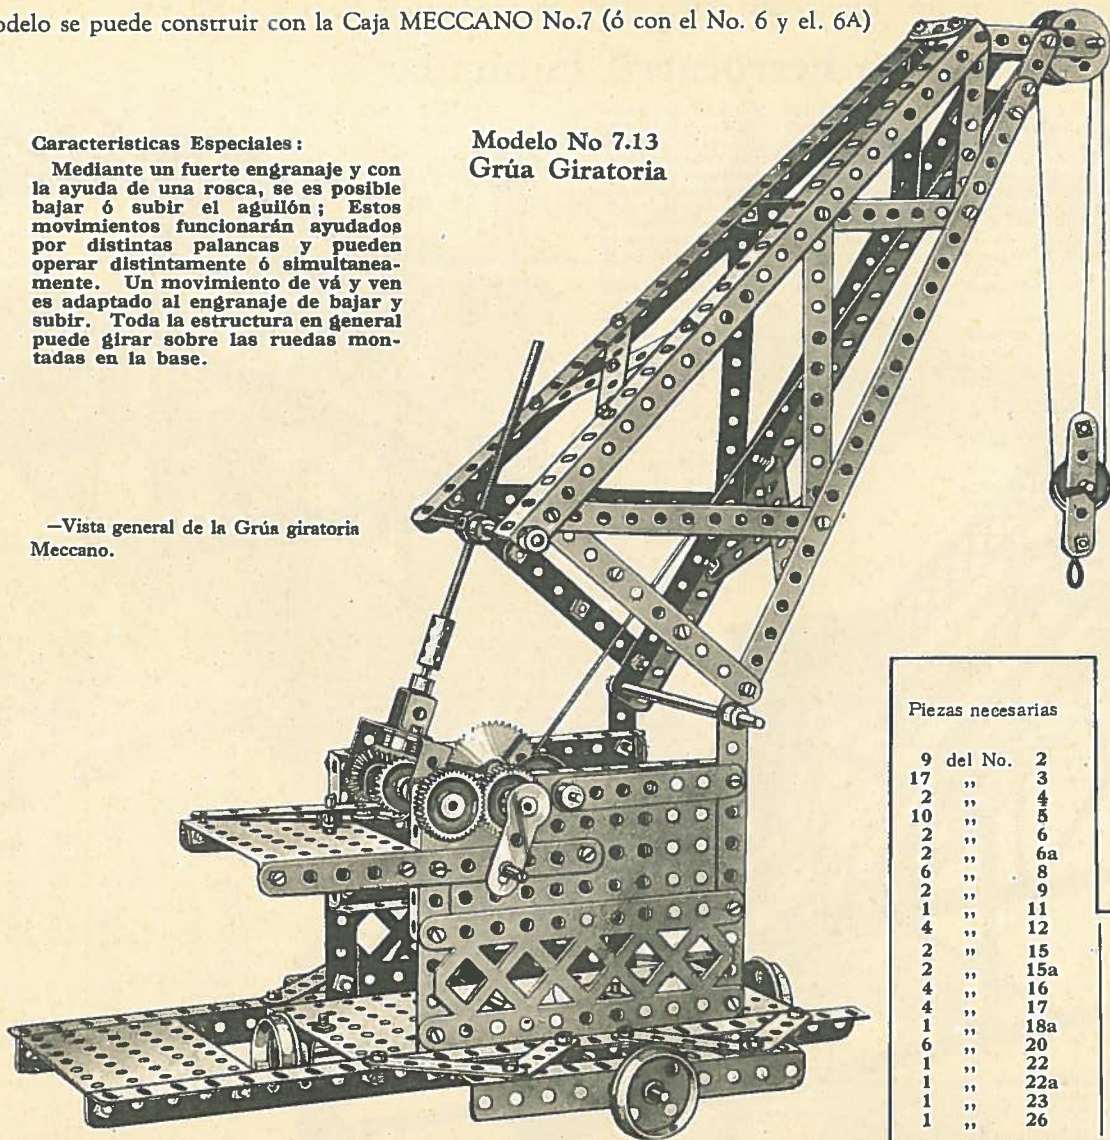 delo se puede construir con la Caja MECCANO No.7 (ó con el No. 6 y el. 6A)
Caracteristicas Especiales :
Mediante un fuerte engranaje y con
la ayuda de una rosca, se es posible
bajar ó subir el aguilón ; Estos
movimientos funcionarán ayudados
por distintas palancas y pueden
operar distintamente ó simultanea-
mente. Un movimiento de vá y ven
es adaptado al engranaje de bajar y
subir. Toda la estructura en general
puede girar sobre las ruedas mon-
tadas en la base.
Modelo No 7.13
Grúa Giratoria
—Vista general de la Grúa giratoria
Meccano.
Piezas necesarias
9 del No. 2
17 ,, 3
2 ,, 4
10 ,, 5
2 ,, 6
2 ,, 6a
6 ,, 8
2 ,, 9
1 ,, 11
4 ,, 12
2 ,, 15
2 ,, 15a
4 ,, 16
4 ,, 17
1 ,, 18a
6 ,, 20
1 ,, 22
1 ,, 22a
1 ,, 23
1 ,, 26